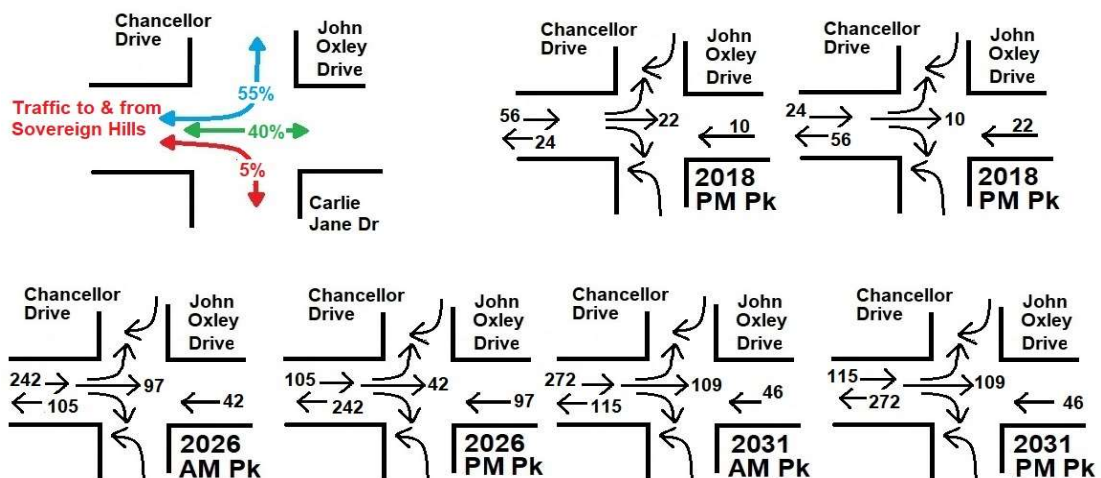 Chancellor
Drive
John
Oxley
Drive
Traffic to & from
Sovereign Hills
55%
40%
5%
Carlie
Jane Dr
Chancellor
Drive
John
Oxley
Drive
56
24
22
10
2018
PM Pk
Chancellor
Drive
John
Oxley
Drive
24
56
10
22
2018
PM Pk
Chancellor
Drive
John
Oxley
Drive
242
105
97
42
2026
AM Pk
Chancellor
Drive
John
Oxley
Drive
105
242
42
97
2026
PM Pk
Chancellor
Drive
John
Oxley
Drive
272
115
109
46
2031
AM Pk
Chancellor
Drive
John
Oxley
Drive
115
272
109
46
2031
PM Pk